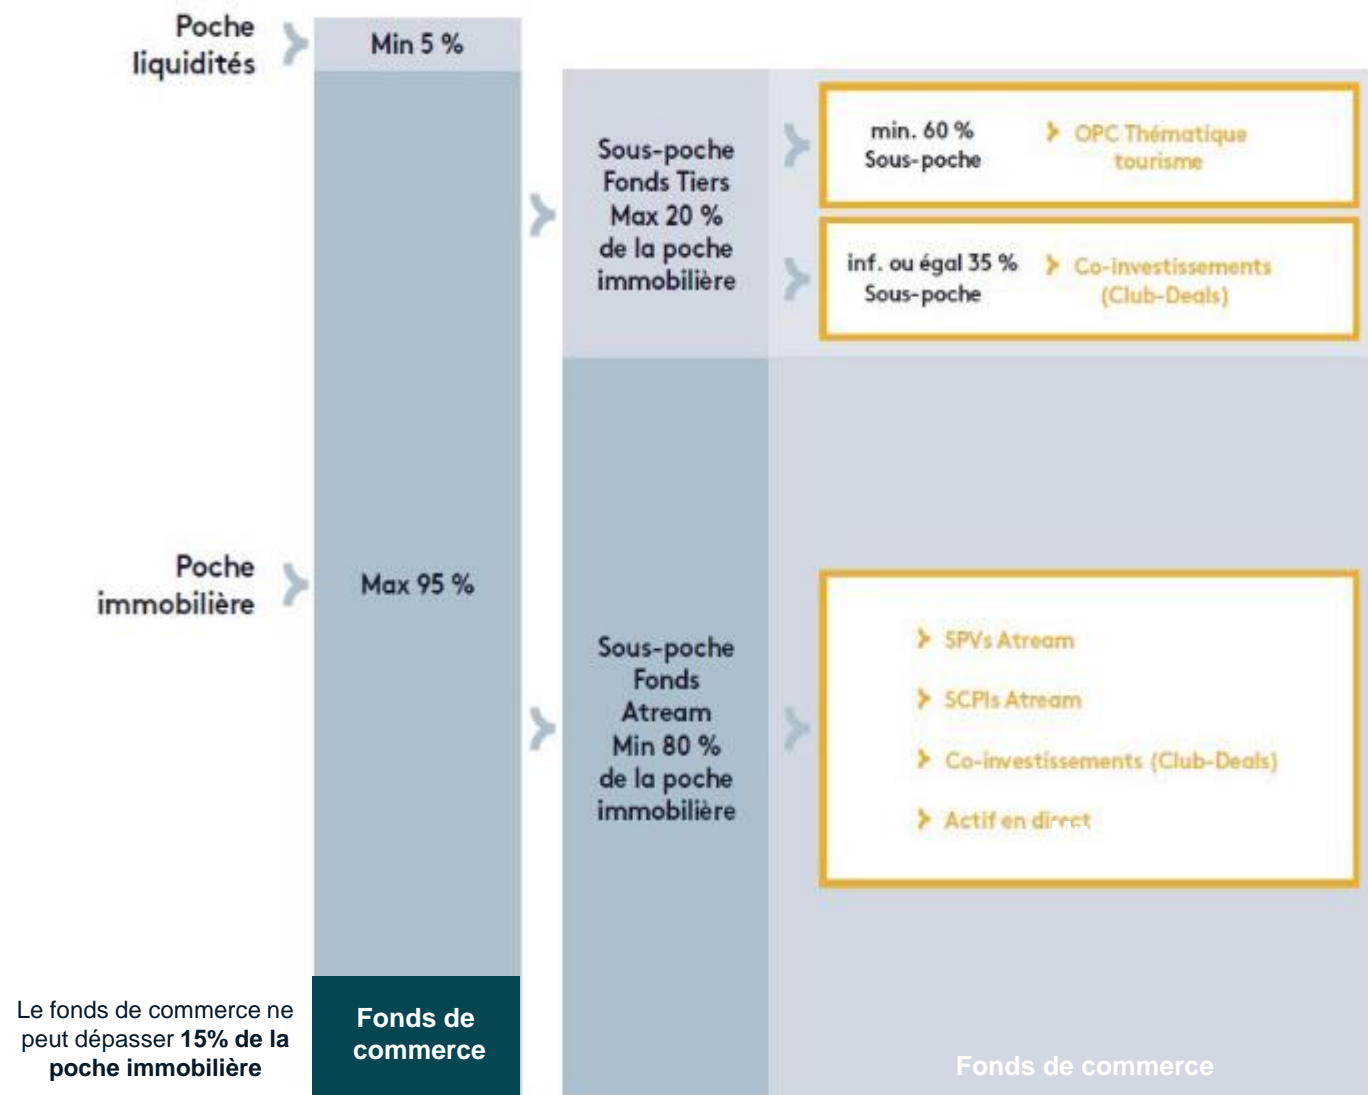 Poche
liquidités
Min 5 %
Sous-poche
Fonds Tiers
Max 20 %
de la poche
immobilière
min. 60 %
Sous-poche
OPC Thématique
tourisme
inf. ou égal 35 %
Sous-poche
Co-investissements
(Club-Deals)
Poche
immobilière
Max 95 %
Sous-poche
Fonds
Atream
Min 80 %
de la poche
immobilière
SPVs Atream
SCPIs Atream
Co-investissements (Club-Deals)
Actif en direct
Le fonds de commerce ne
peut dépasser 15% de la
poche immobilière
Fonds de
commerce
Fonds de commerce